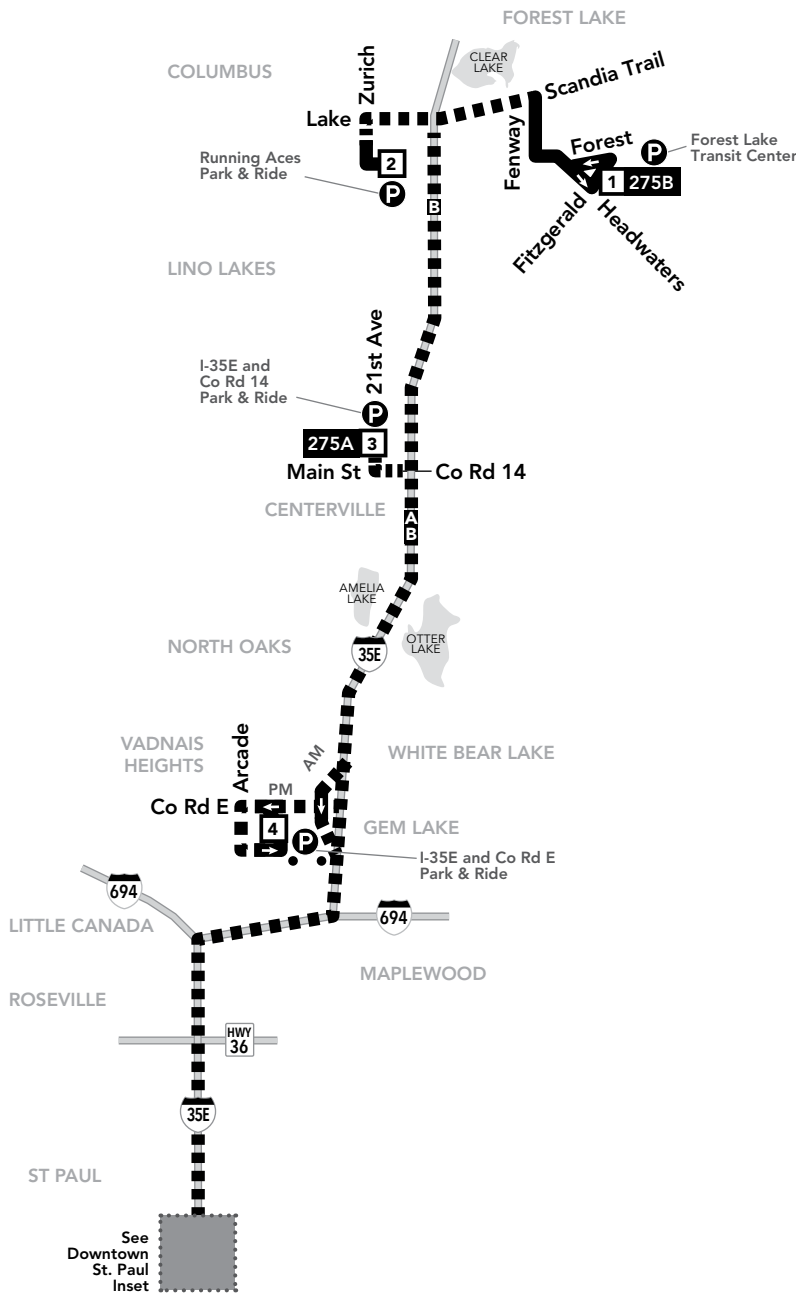 FOREST LAKE
CLEAR
LAKE
COLUMBUS
Zurich
Scandia Trail
Lake
Fenway
Forest
P
Forest Lake
Transit Center
Running Aces
Park & Ride
2
P
1 275B
B
Fitzgerald
Headwaters
LINO LAKES
21st Ave
I-35E and
Co Rd 14
Park & Ride
P
275A 3
Main St
Co Rd 14
CENTERVILLE
A
B
AMELIA
LAKE
OTTER
LAKE
NORTH OAKS
35E
VADNAIS
HEIGHTS
Arcade
AM
WHITE BEAR LAKE
PM
Co Rd E
4
P
GEM LAKE
I-35E and Co Rd E
Park & Ride
694
694
LITTLE CANADA
MAPLEWOOD
ROSEVILLE
HWY
36
35E
ST PAUL
See
Downtown
St. Paul
Inset